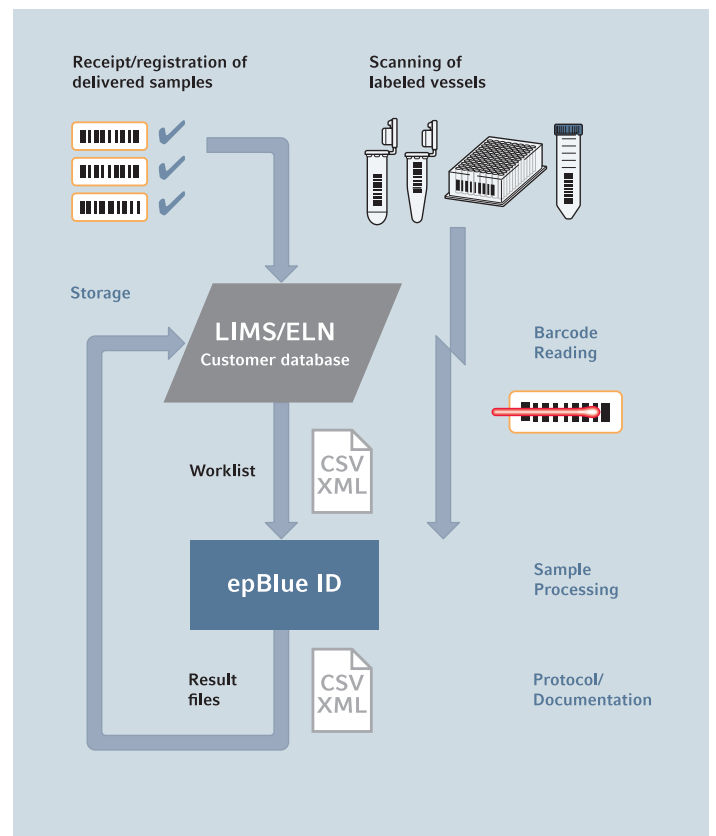 Receipt/registration of
delivered samples
Scanning of
labeled vessels
Storage
LIMS/ELN
Customer database
Barcode
Reading
Worklist
CSV
XML
epBlue ID
Sample
Processing
Result
files
CSV
XML
Protocol/
Documentation